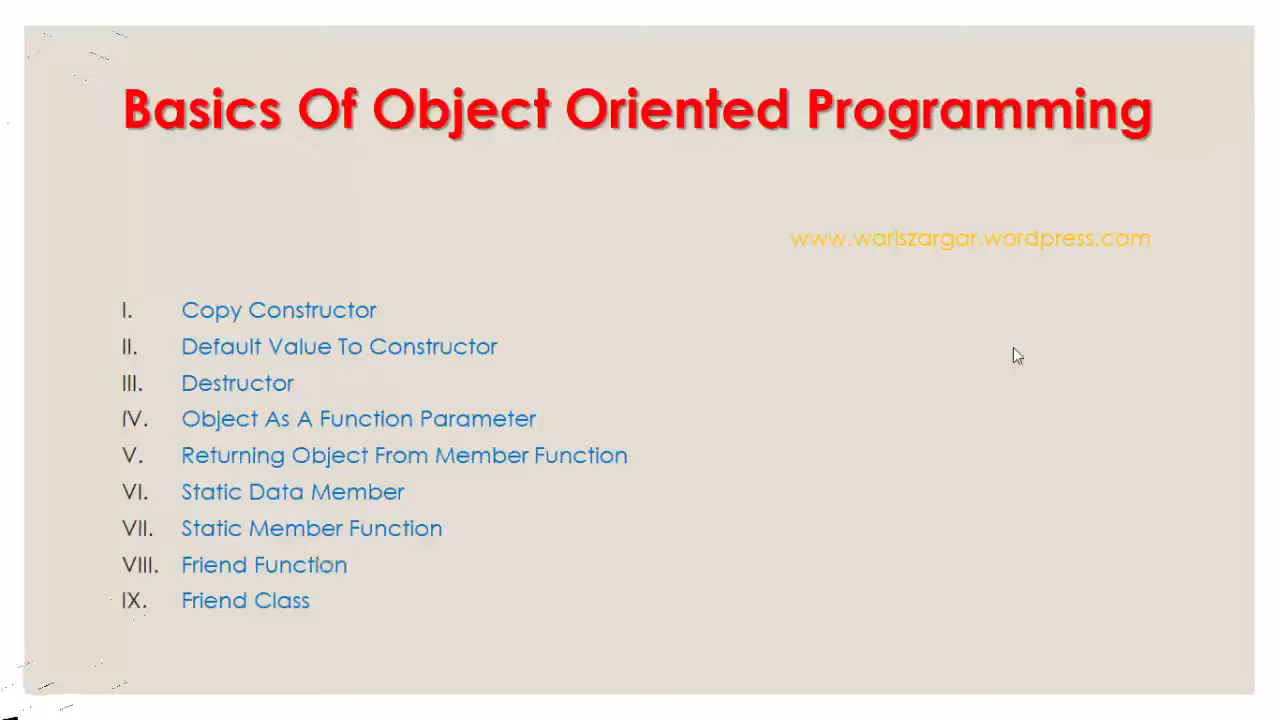 Basics Of Object Oriented Programming
www.wariszargar.wordpress.com
I. Copy Constructor
II. Default Value To Constructor
III. Destructor
IV. Object As A Function Parameter
V. Returning Object From Member Function
VI. Static Data Member
VII. Static Member Function
VIII. Friend Function
IX. Friend Class